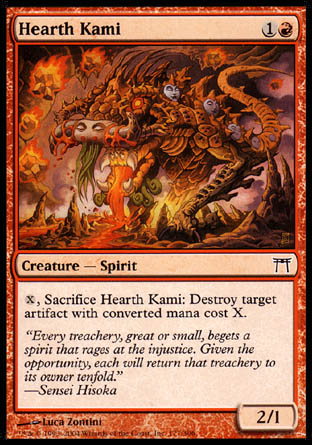 Hearth Kami 1
Creature — Spirit
X, Sacrifice Hearth Kami: Destroy target
artifact with converted mana cost X.
"Every treachery, great or small, begets a
spirit that rages at the injustice. Given the
opportunity, each will return that treachery to
its owner tenfold."
—Sensei Hisoka
Luca Zontini
2/1